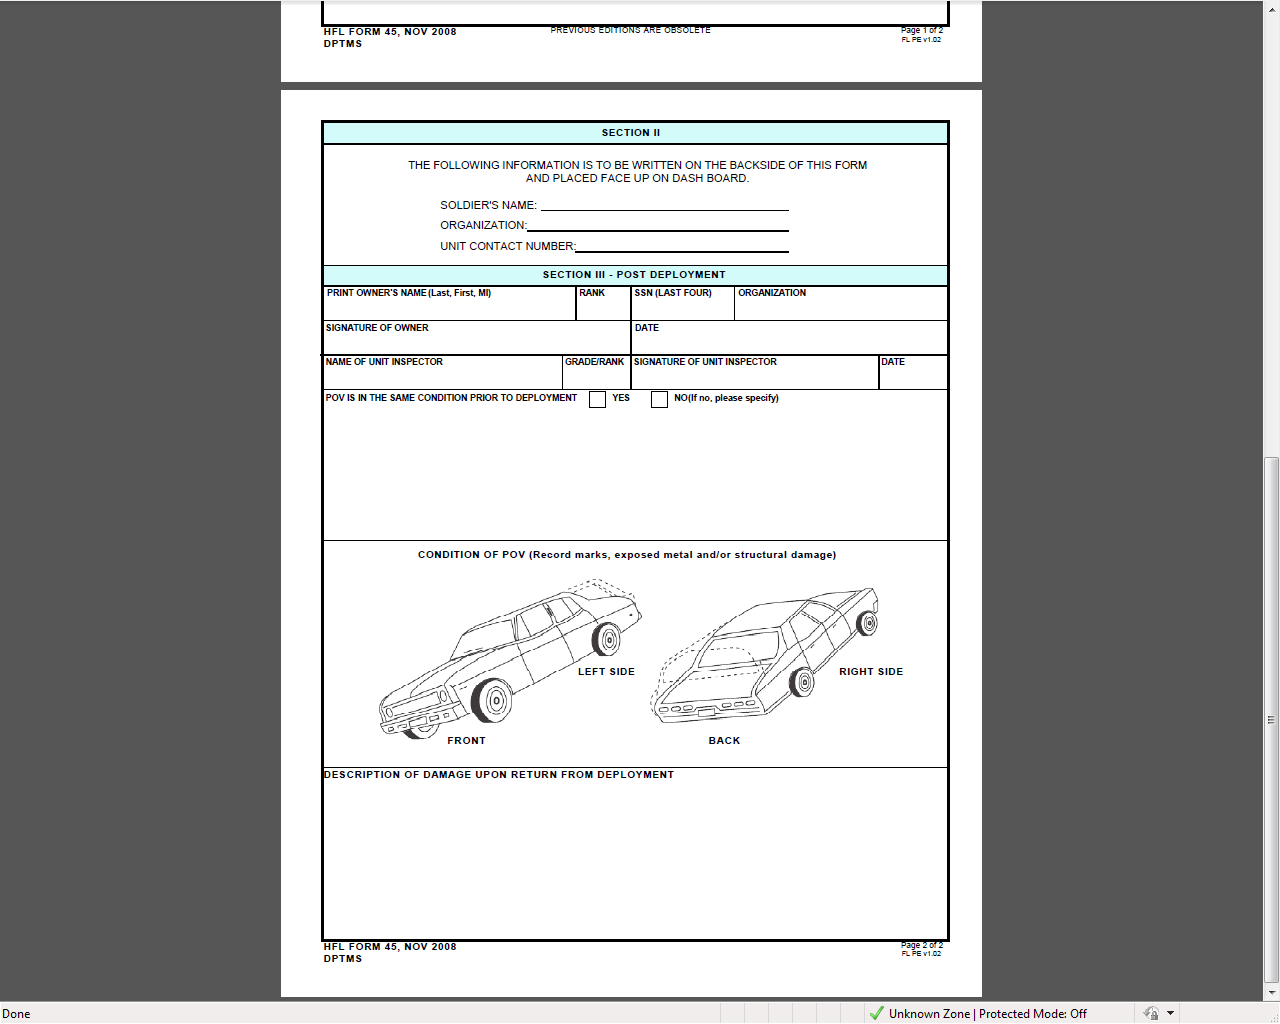 HFL FORM 45, NOV 2008 PREVIOUS EDITIONS ARE OBSOLETE Page 1 of 2
DPTMS FL PE v1.02
SECTION II
THE FOLLOWING INFORMATION IS TO BE WRITTEN ON THE BACKSIDE OF THIS FORM
AND PLACED FACE UP ON DASH BOARD.
SOLDIER'S NAME:
ORGANIZATION:
UNIT CONTACT NUMBER:
SECTION III - POST DEPLOYMENT
PRINT OWNER'S NAME (Last, First, MI) RANK SSN (LAST FOUR) ORGANIZATION
SIGNATURE OF OWNER DATE
NAME OF UNIT INSPECTOR GRADE/RANK SIGNATURE OF UNIT INSPECTOR DATE
POV IS IN THE SAME CONDITION PRIOR TO DEPLOYMENT YES NO(If no, please specify)
CONDITION OF POV (Record marks, exposed metal and/or structural damage)
LEFT SIDE RIGHT SIDE
FRONT BACK
DESCRIPTION OF DAMAGE UPON RETURN FROM DEPLOYMENT
HFL FORM 45, NOV 2008 Page 2 of 2
DPTMS FL PE v1.02
Done Unknown Zone | Protected Mode: Off